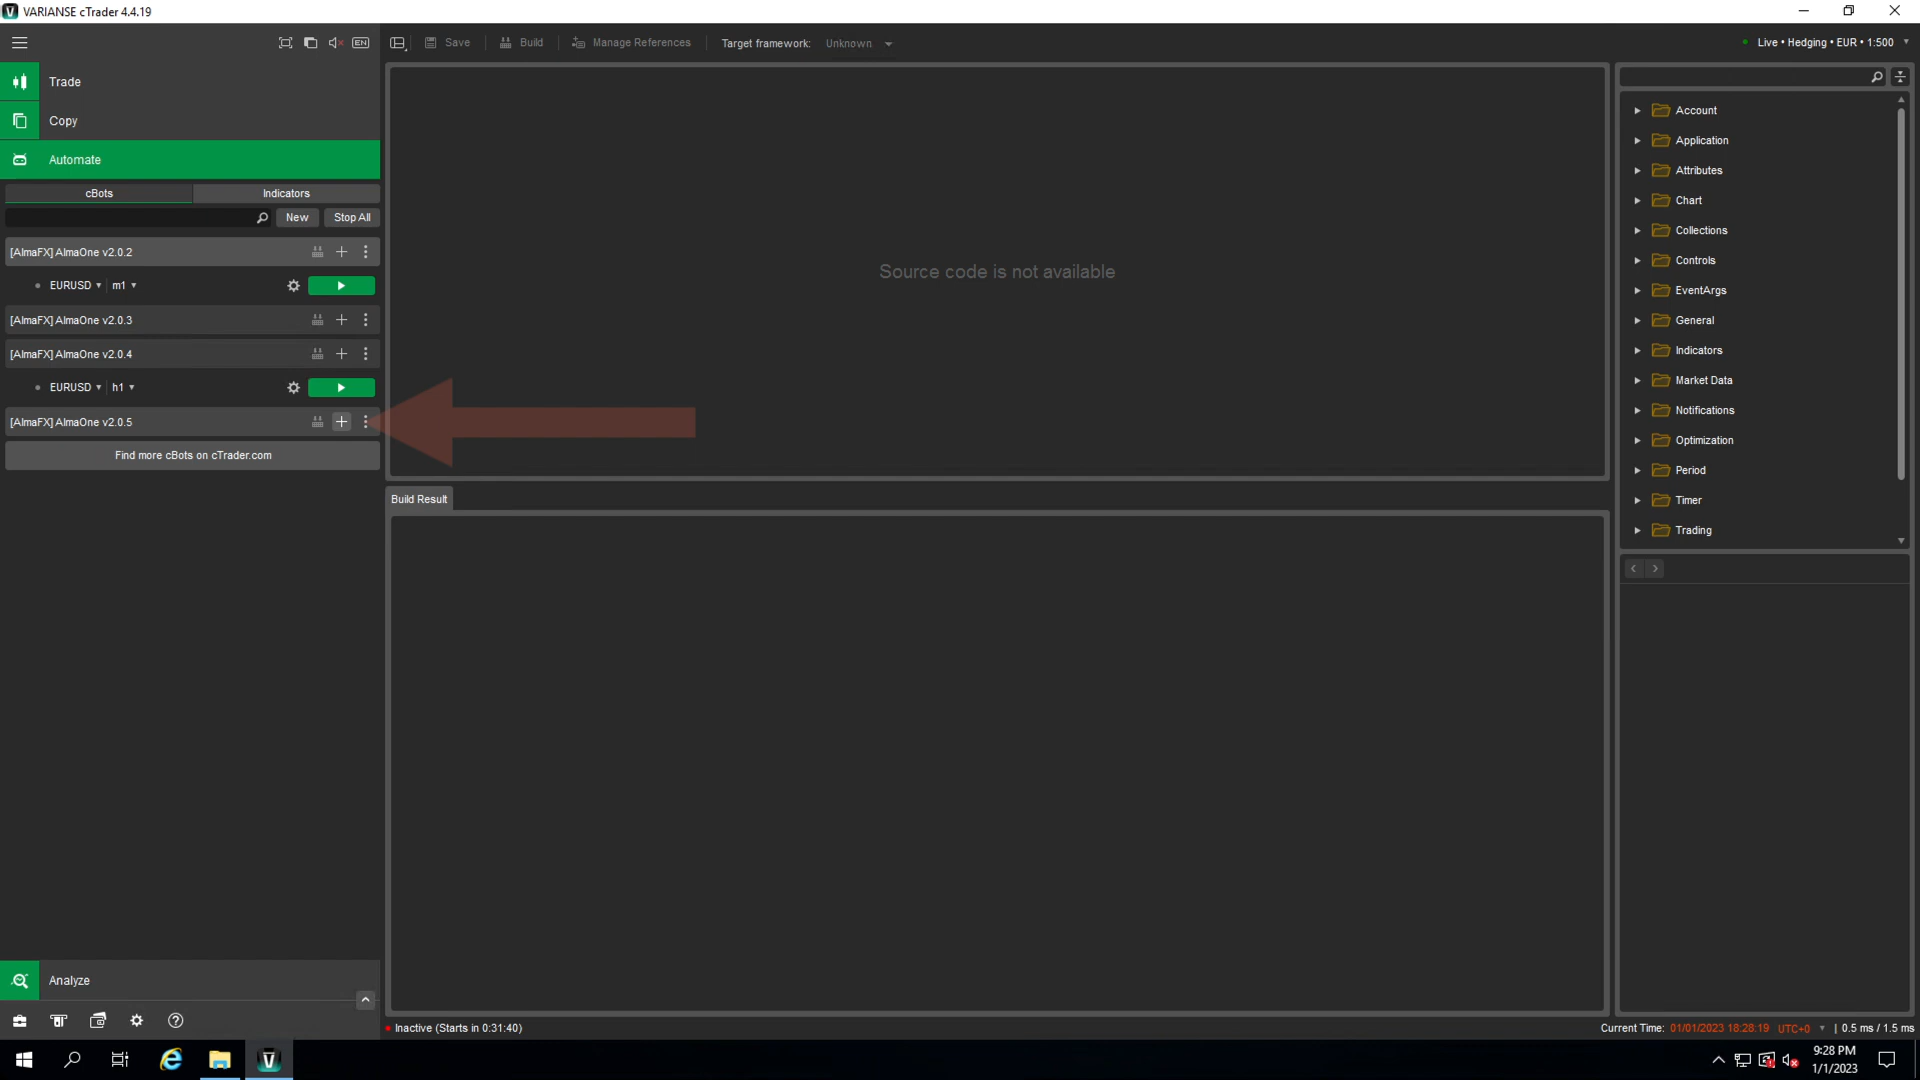 VARIANSE cTrader 4.4.19
EN
Save
Build
Manage References
Target framework:
Unknown
Live • Hedging • EUR • 1:500
Trade
Copy
Automate
cBots
Indicators
New
Stop All
[AlmaFX] AlmaOne v2.0.2
EURUSD
m1
[AlmaFX] AlmaOne v2.0.3
[AlmaFX] AlmaOne v2.0.4
EURUSD
h1
[AlmaFX] AlmaOne v2.0.5
Find more cBots on cTrader.com
Source code is not available
Build Result
Account
Application
Attributes
Chart
Collections
Controls
EventArgs
General
Indicators
Market Data
Notifications
Optimization
Period
Timer
Trading
Analyze
Inactive (Starts in 0:31:40)
Current Time: 01/01/2023 18:28:19 UTC+0 | 0.5 ms / 1.5 ms
9:28 PM
1/1/2023